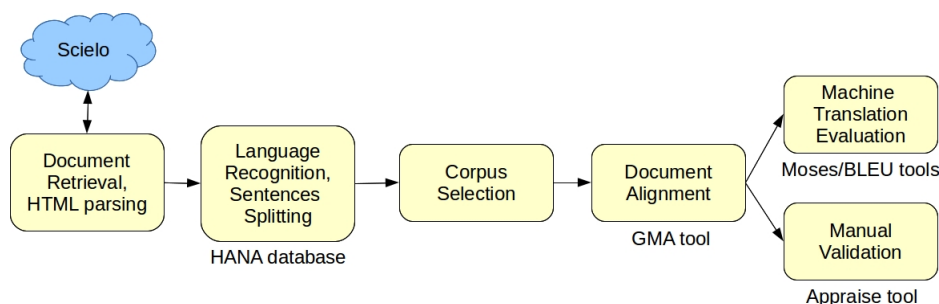 Scielo
Document
Retrieval,
HTML parsing
Language
Recognition,
Sentences
Splitting
HANA database
Corpus
Selection
Document
Alignment
GMA tool
Machine
Translation
Evaluation
Moses/BLEU tools
Manual
Validation
Appraise tool